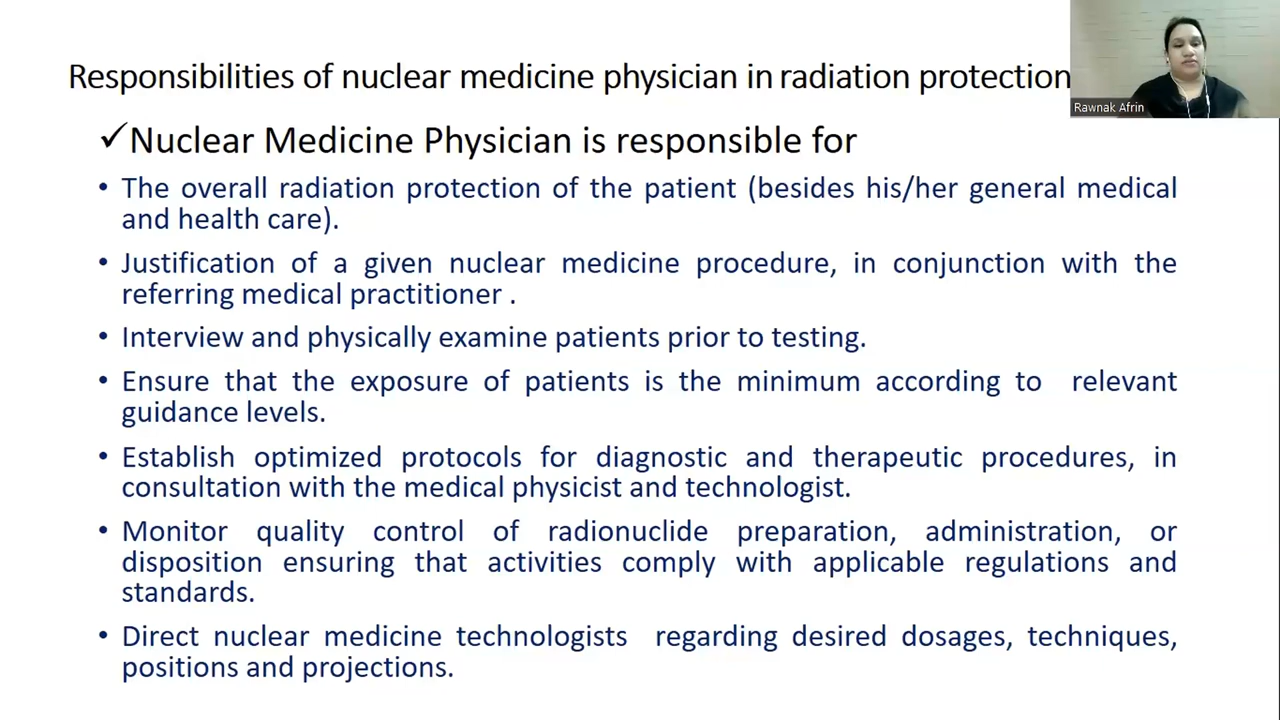 Responsibilities of nuclear medicine physician in radiation protection
Rawnak Afrin
✓Nuclear Medicine Physician is responsible for
• The overall radiation protection of the patient (besides his/her general medical
and health care).
• Justification of a given nuclear medicine procedure, in conjunction with the
referring medical practitioner .
• Interview and physically examine patients prior to testing.
• Ensure that the exposure of patients is the minimum according to relevant
guidance levels.
• Establish optimized protocols for diagnostic and therapeutic procedures, in
consultation with the medical physicist and technologist.
• Monitor quality control of radionuclide preparation, administration, or
disposition ensuring that activities comply with applicable regulations and
standards.
• Direct nuclear medicine technologists regarding desired dosages, techniques,
positions and projections.